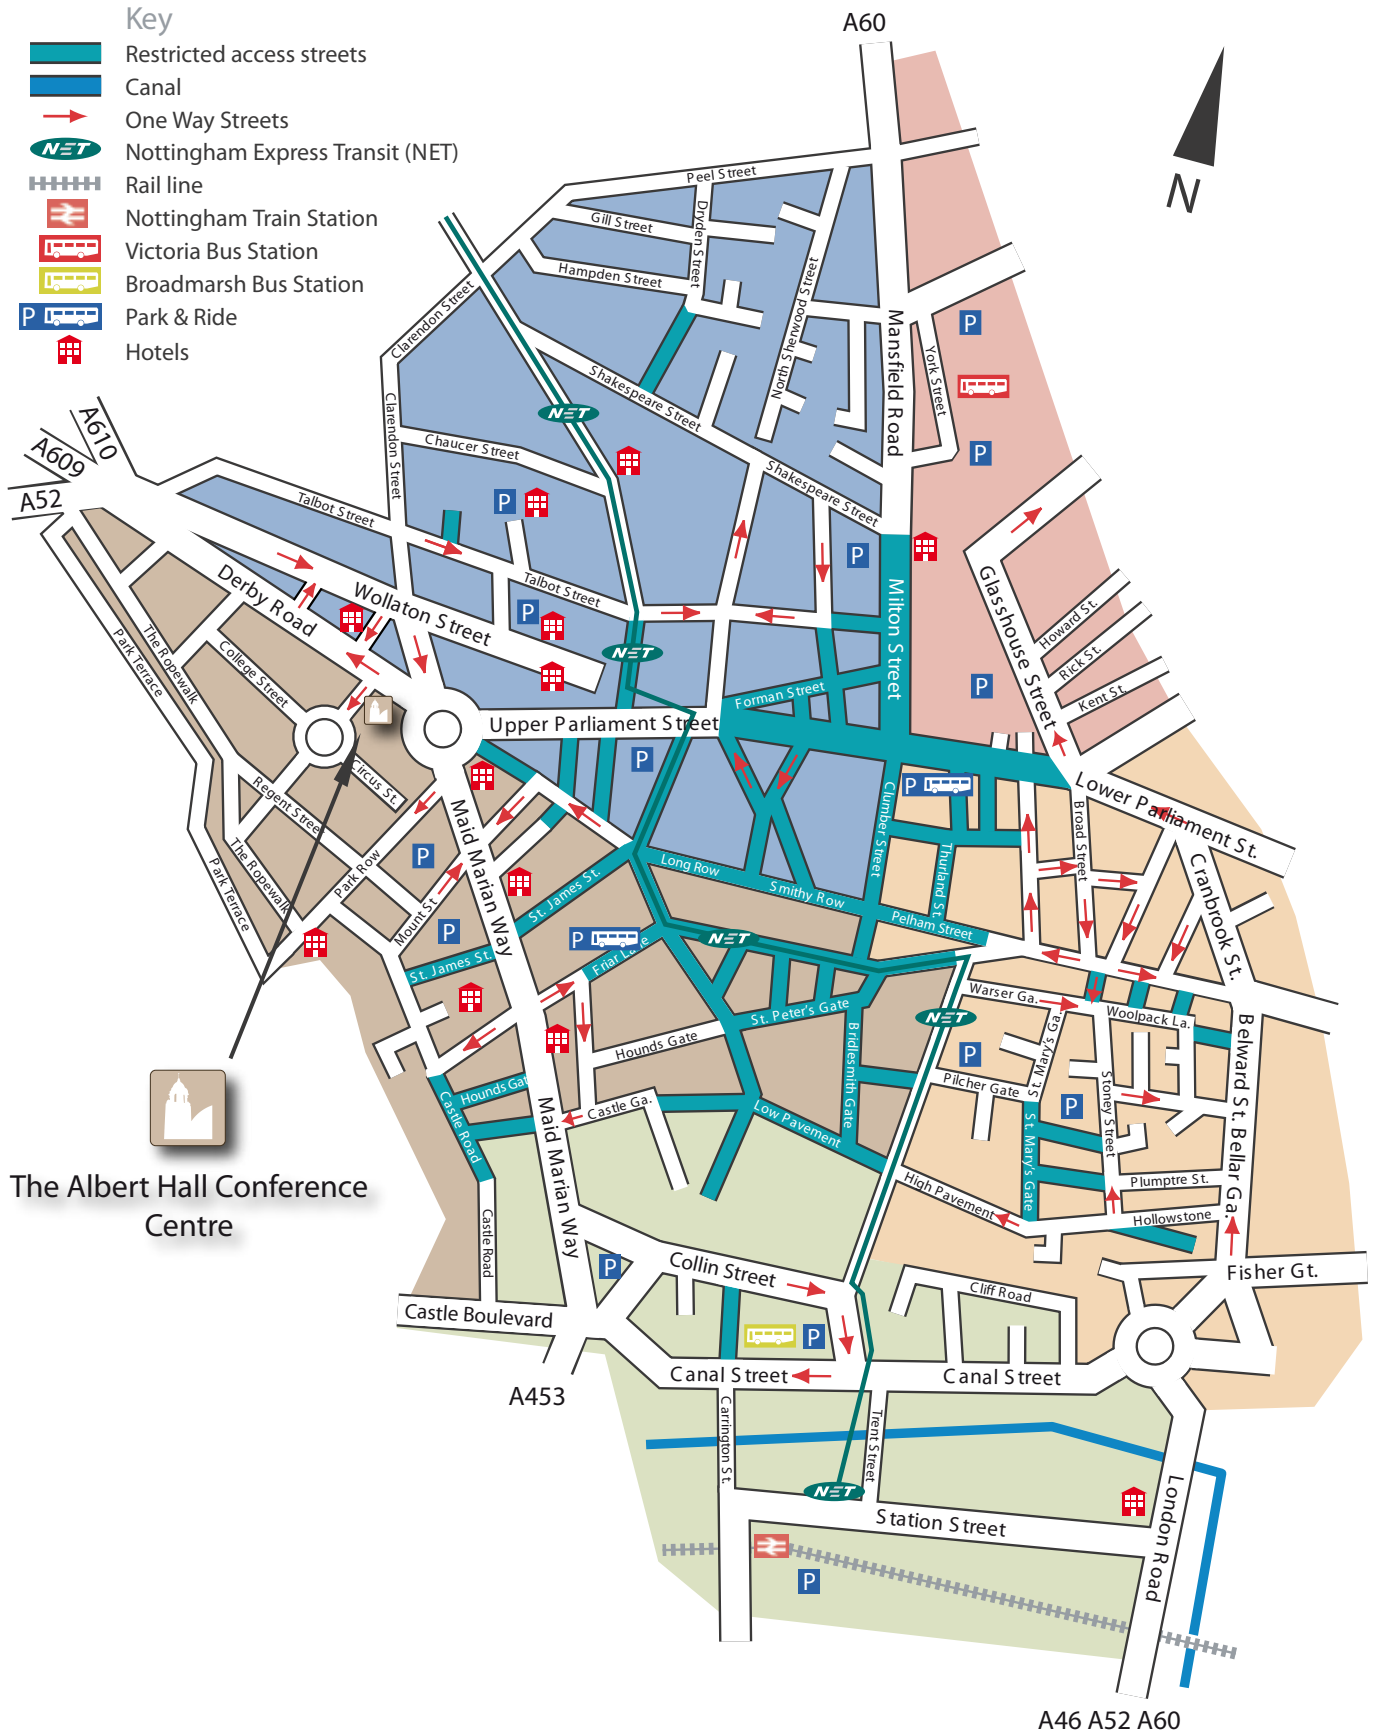 Key
Restricted access streets
Canal
One Way Streets
NET
Nottingham Express Transit (NET)
Rail line
Nottingham Train Station
Victoria Bus Station
Broadmarsh Bus Station
P
Park & Ride
Hotels
A60
N
Peel Street
Gill Street
Dryden Street
Hampden Street
Clarendon Street
North Sherwood Street
Mansfield Road
York Street
P
Shakespeare Street
NET
Clarendon Street
Chaucer Street
A610
A609
A52
P
P
Shakespeare Street
Talbot Street
P
Talbot Street
P
Wollaton Street
Derby Road
Milton Street
Glasshouse Street
Howard St.
Rick St.
Kent St.
P
NET
Park Terrace
The Ropewalk
College Street
Forman Street
Upper Parliament Street
P
Circus St.
Regent Street
Park Row
The Ropewalk
Park Terrace
Mount St
P
P
Maid Marian Way
St. James St.
St. James St.
P
Friar Lane
Long Row
Smithy Row
Clumber Street
Thurland St.
Pelham Street
P
Lower Parliament St.
Broad Street
Cranbrook St.
NET
Warser Ga.
Woolpack La.
NET
St. Peter's Gate
Bridlesmith Gate
Hounds Gate
Hounds Gate
Castle Road
Castle Ga.
Low Pavement
P
Pilcher Gate
St. Mary's Ga.
St. Mary's Gate
P
Stoney Street
Belward St.
Bellar Ga.
Plumptre St.
Hollowstone
High Pavement
Maid Marian Way
The Albert Hall Conference
Centre
Castle Road
Castle Boulevard
A453
P
Collin Street
P
Cliff Road
Fisher Gt.
Canal Street
Canal Street
Carrington St.
Trent Street
NET
Station Street
P
London Road
A46 A52 A60